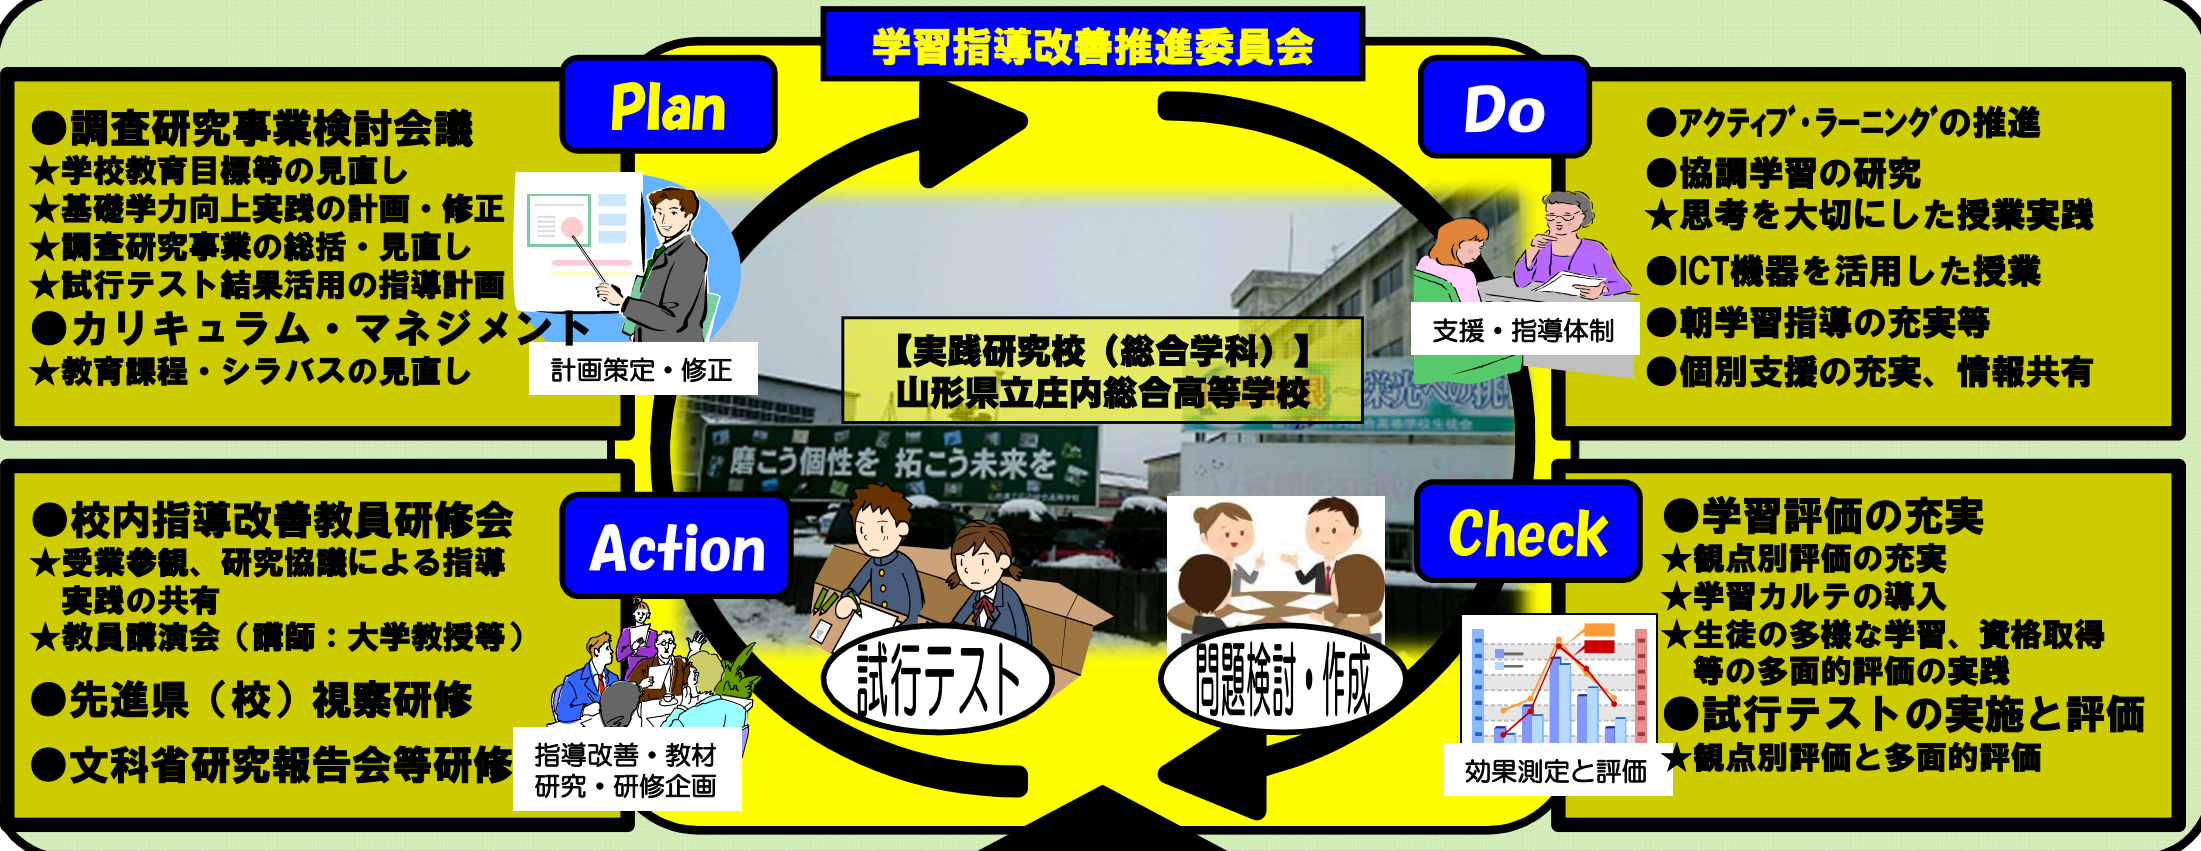 学習指導改善推進委員会
Plan
●調査研究事業検討会議
★学校教育目標等の見直し
★基礎学力向上実践の計画・修正
★調査研究事業の総括・見直し
★試行テスト結果活用の指導計画
●カリキュラム・マネジメント
★教育課程・シラバスの見直し
計画策定・修正
Do
●アクティブ・ラーニングの推進
●協調学習の研究
★思考を大切にした授業実践
●ICT機器を活用した授業
●朝学習指導の充実等
●個別支援の充実、情報共有
支援・指導体制
【実践研究校（総合学科）】
山形県立庄内総合高等学校
栄光への挑
磨こう個性を 拓こう未来を
Action
●校内指導改善教員研修会
★受業参観、研究協議による指導
実践の共有
★教員講演会（講師：大学教授等）
●先進県（校）視察研修
●文科省研究報告会等研修
指導改善・教材
研究・研修企画
試行テスト
問題検討・作成
Check
●学習評価の充実
★観点別評価の充実
★学習カルテの導入
★生徒の多様な学習、資格取得
等の多面的評価の実践
●試行テストの実施と評価
★観点別評価と多面的評価
効果測定と評価